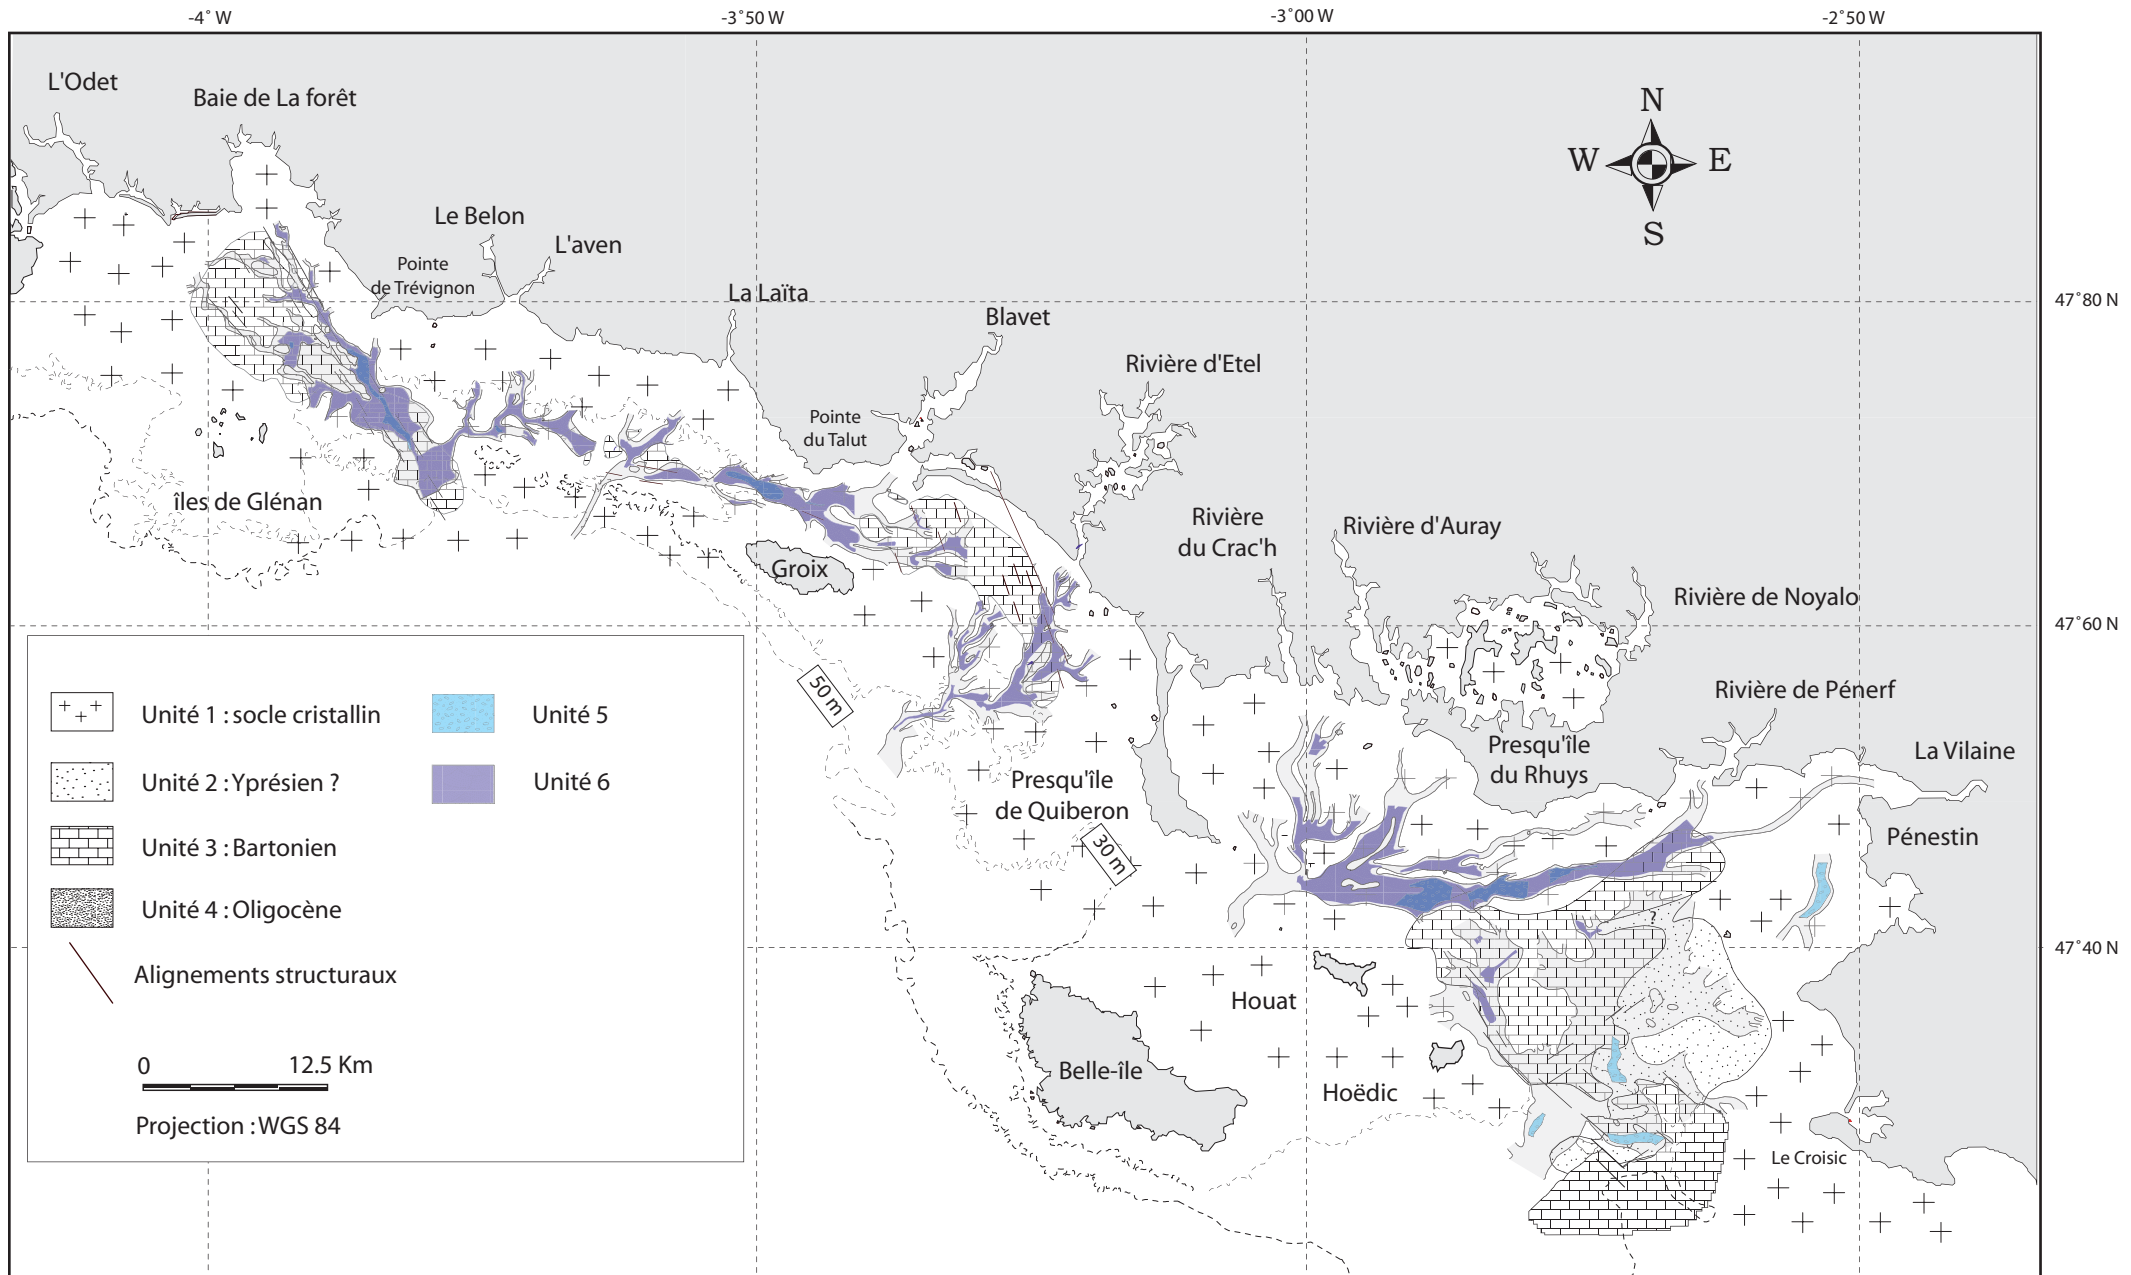 -4° W
-3°50 W
-3°00 W
-2°50 W
L'Odet
Baie de La forêt
N
W
E
S
Le Belon
L'aven
Pointe
de Trévignon
La Laïta
47°80 N
Blavet
Rivière d'Etel
Pointe
du Talut
îles de Glénan
Rivière
du Crac'h
Rivière d'Auray
Groix
Rivière de Noyalo
47°60 N
50 m
Rivière de Pénerf
Presqu'île
du Rhuys
La Vilaine
Presqu'île
de Quiberon
30 m
Pénestin
?
47°40 N
Houat
Belle-île
Hoëdic
Le Croisic
Unité 1 : socle cristallin
Unité 2 : Yprésien ?
Unité 3 : Bartonien
Unité 4 : Oligocène
Alignements structuraux
Unité 5
Unité 6
0 12.5 Km
Projection : WGS 84